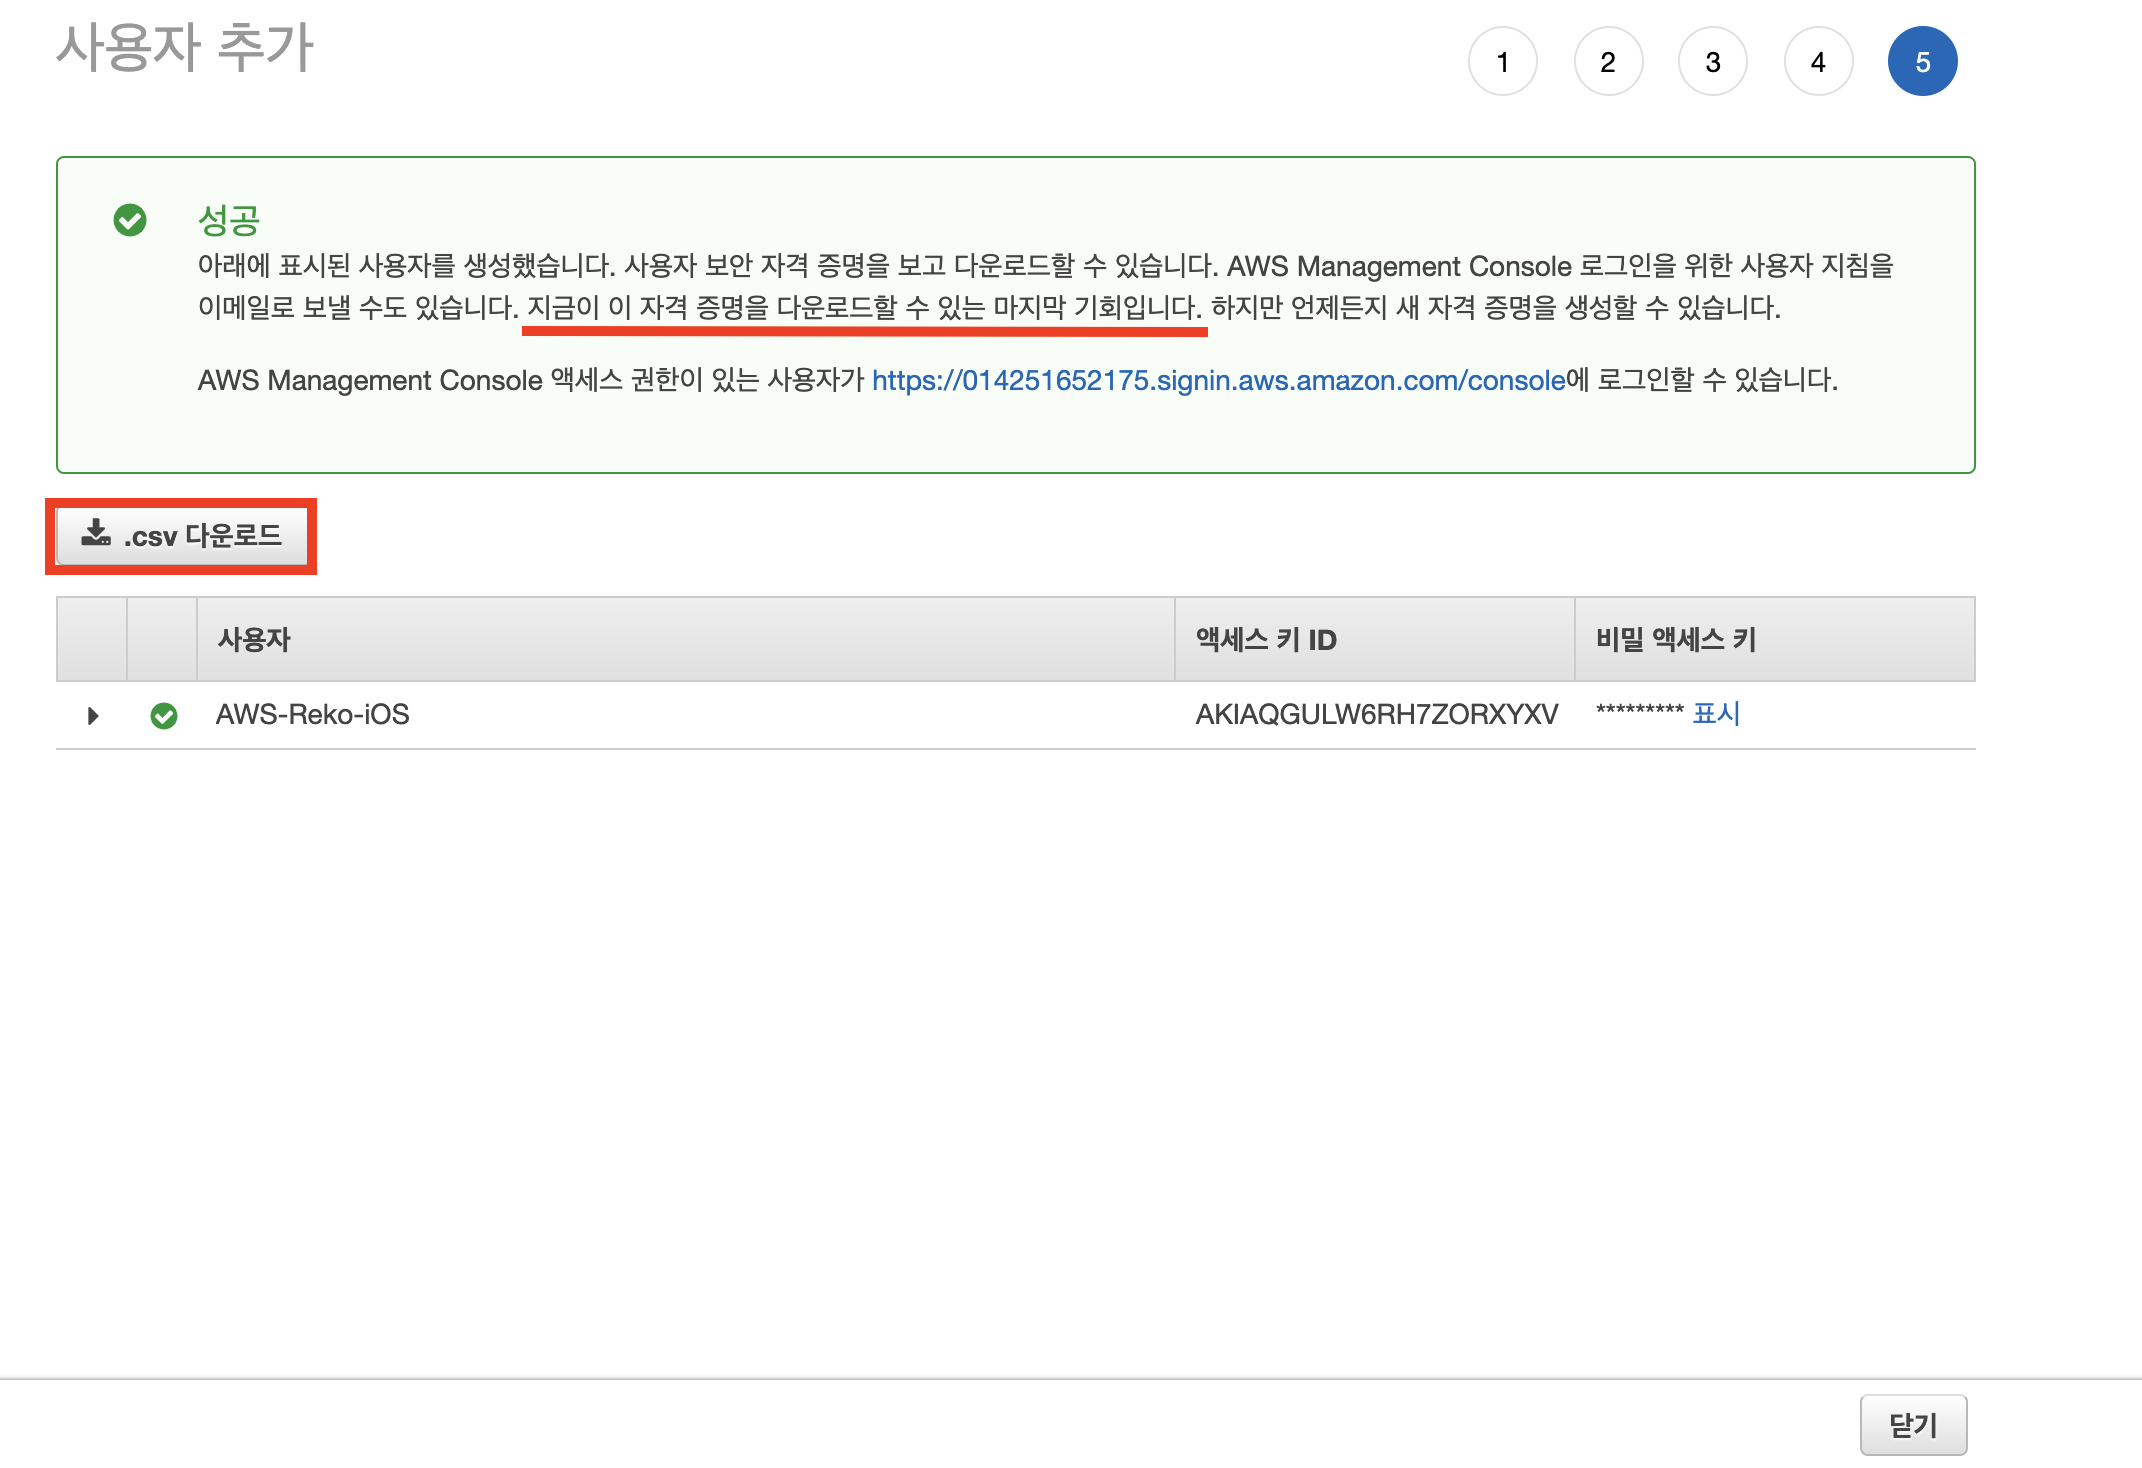 사용자 추가
1 2 3 4 5
성공
아래에 표시된 사용자를 생성했습니다. 사용자 보안 자격 증명을 보고 다운로드할 수 있습니다. AWS Management Console 로그인을 위한 사용자 지침을
이메일로 보낼 수도 있습니다. 지금이 이 자격 증명을 다운로드할 수 있는 마지막 기회입니다. 하지만 언제든지 새 자격 증명을 생성할 수 있습니다.
AWS Management Console 액세스 권한이 있는 사용자가 https://014251652175.signin.aws.amazon.com/console에 로그인할 수 있습니다.
.csv 다운로드
사용자 액세스 키 ID 비밀 액세스 키
AWS-Reko-iOS AKIAQGULW6RH7ZORXYXV ********* 표시
닫기